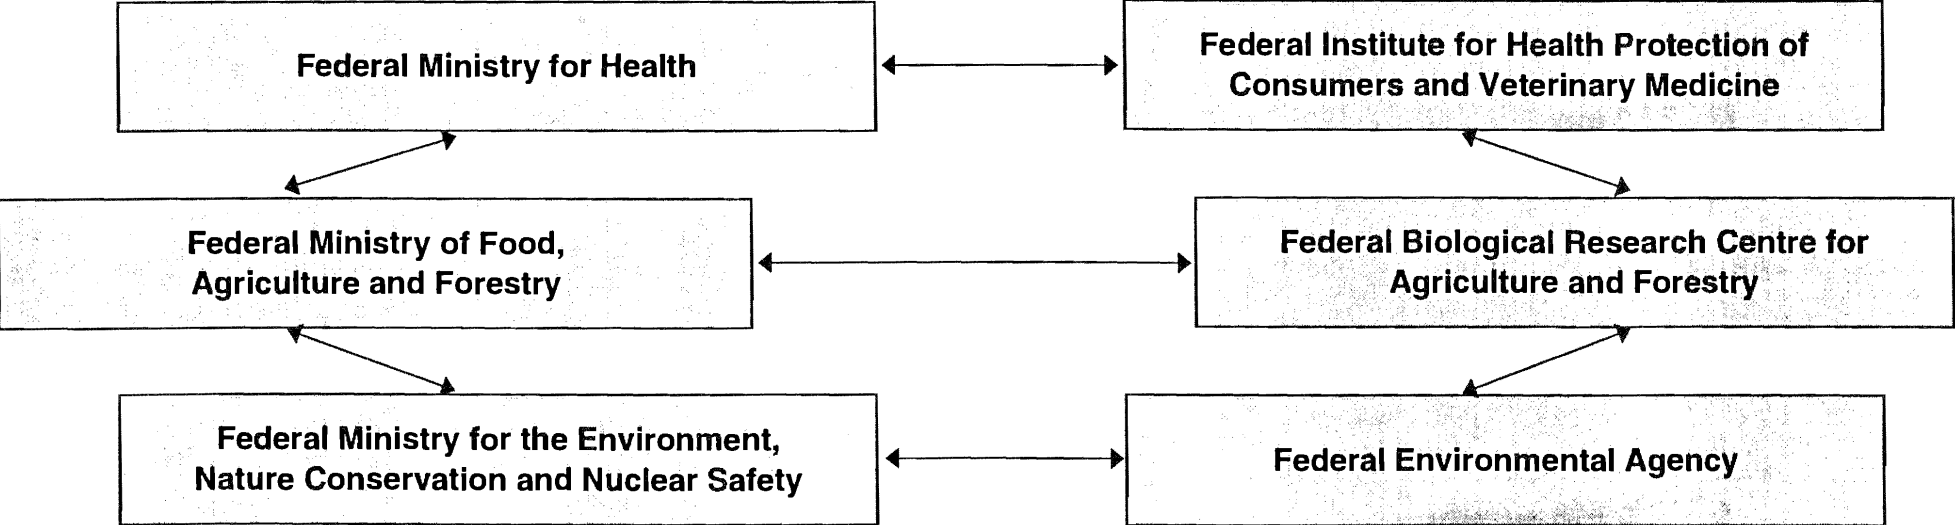 Federal Ministry for Health
Federal Institute for Health Protection of
Consumers and Veterinary Medicine
Federal Ministry of Food,
Agriculture and Forestry
Federal Biological Research Centre for
Agriculture and Forestry
Federal Ministry for the Environment,
Nature Conservation and Nuclear Safety
Federal Environmental Agency